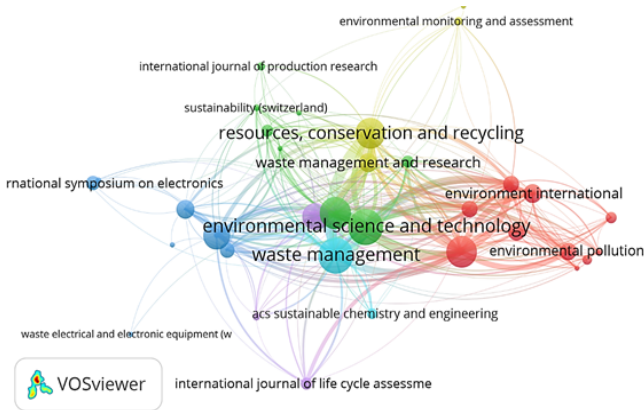 environmental monitoring and assessment
international journal of production research
sustainability (switzerland)
resources, conservation and recycling
waste management and research
rnational symposium on electronics
environment international
environmental science and technology
environmental pollution
waste management
acs sustainable chemistry and engineering
waste electrical and electronic equipment (w
VOSviewer
international journal of life cycle assessme